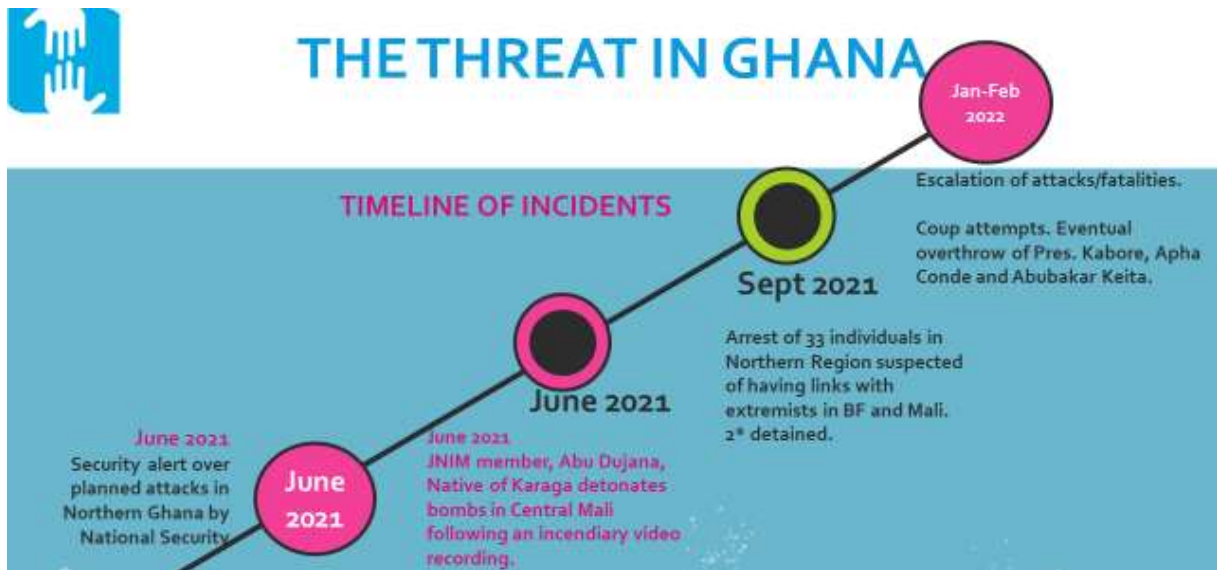 THE THREAT IN GHANA
TIMELINE OF INCIDENTS
June 2021
Security alert over
planned attacks in
Northern Ghana by
National Security
June
2021
June 2021
June 2021
JNIM member, Abu Dujana,
Native of Karaga detonates
bombs in Central Mali
following an incendiary video
recording.
Sept 2021
Arrest of 33 individuals in
Northern Region suspected
of having links with
extremists in BF and Mali.
2* detained.
Jan-Feb
2022
Escalation of attacks/fatalities.
Coup attempts. Eventual
overthrow of Pres. Kabore, Apha
Conde and Abubakar Keita.